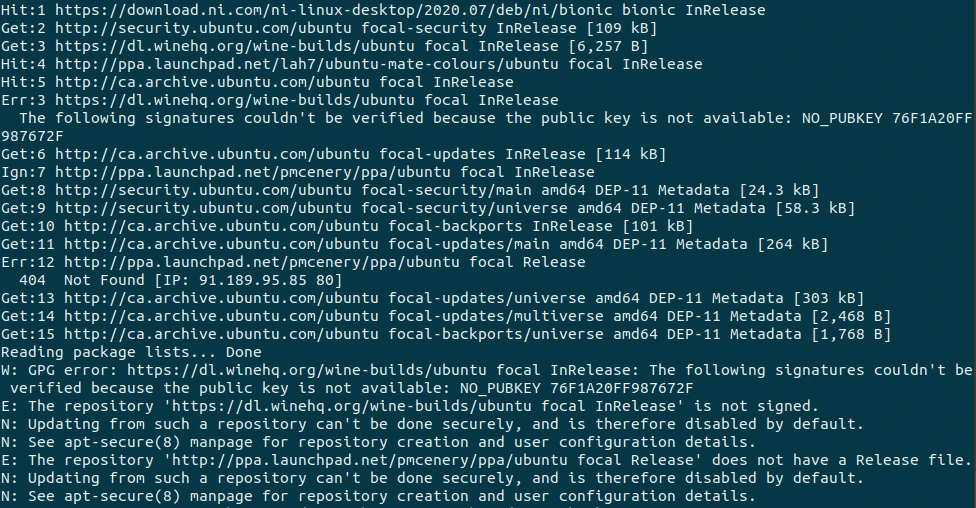 Hit:1 https://download.ni.com/ni-linux-desktop/2020.07/deb/ni/bionic bionic InRelease
Get:2 http://security.ubuntu.com/ubuntu focal-security InRelease [109 kB]
Get:3 https://dl.winehq.org/wine-builds/ubuntu focal InRelease [6,257 B]
Hit:4 http://ppa.launchpad.net/lah7/ubuntu-mate-colours/ubuntu focal InRelease
Hit:5 http://ca.archive.ubuntu.com/ubuntu focal InRelease
Err:3 https://dl.winehq.org/wine-builds/ubuntu focal InRelease
  The following signatures couldn't be verified because the public key is not available: NO_PUBKEY 76F1A20FF
987672F
Get:6 http://ca.archive.ubuntu.com/ubuntu focal-updates InRelease [114 kB]
Ign:7 http://ppa.launchpad.net/pmcenery/ppa/ubuntu focal InRelease
Get:8 http://security.ubuntu.com/ubuntu focal-security/main amd64 DEP-11 Metadata [24.3 kB]
Get:9 http://security.ubuntu.com/ubuntu focal-security/universe amd64 DEP-11 Metadata [58.3 kB]
Get:10 http://ca.archive.ubuntu.com/ubuntu focal-backports InRelease [101 kB]
Get:11 http://ca.archive.ubuntu.com/ubuntu focal-updates/main amd64 DEP-11 Metadata [264 kB]
Err:12 http://ppa.launchpad.net/pmcenery/ppa/ubuntu focal Release
  404  Not Found [IP: 91.189.95.85 80]
Get:13 http://ca.archive.ubuntu.com/ubuntu focal-updates/universe amd64 DEP-11 Metadata [303 kB]
Get:14 http://ca.archive.ubuntu.com/ubuntu focal-updates/multiverse amd64 DEP-11 Metadata [2,468 B]
Get:15 http://ca.archive.ubuntu.com/ubuntu focal-backports/universe amd64 DEP-11 Metadata [1,768 B]
Reading package lists... Done
W: GPG error: https://dl.winehq.org/wine-builds/ubuntu focal InRelease: The following signatures couldn't be
 verified because the public key is not available: NO_PUBKEY 76F1A20FF987672F
E: The repository 'https://dl.winehq.org/wine-builds/ubuntu focal InRelease' is not signed.
N: Updating from such a repository can't be done securely, and is therefore disabled by default.
N: See apt-secure(8) manpage for repository creation and user configuration details.
E: The repository 'http://ppa.launchpad.net/pmcenery/ppa/ubuntu focal Release' does not have a Release file.
N: Updating from such a repository can't be done securely, and is therefore disabled by default.
N: See apt-secure(8) manpage for repository creation and user configuration details.